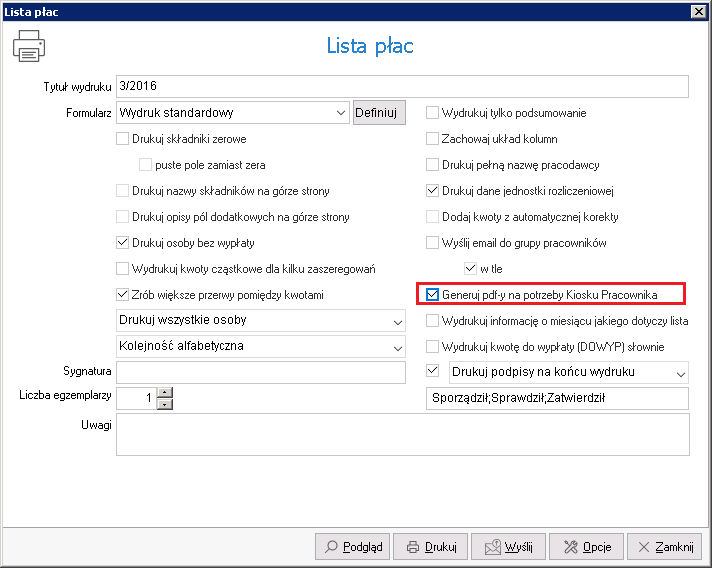 Lista płac
Lista płac
Tytuł wydruku 3/2016
Formularz Wydruk standardowy Definiuj
Wydrukuj tylko podsumowanie
Drukuj składniki zerowe
Zachowaj układ kolumn
puste pole zamiast zera
Drukuj pełną nazwę pracodawcy
Drukuj nazwy składników na górze strony
Drukuj dane jednostki rozliczeniowej
Drukuj opisy pól dodatkowych na górze strony
Dodaj kwoty z automatycznej korekty
Drukuj osoby bez wypłaty
Wyślij email do grupy pracowników
Wydrukuj kwoty cząstkowe dla kilku zaszeregowań
w tle
Zrób większe przerwy pomiędzy kwotami
Generuj pdf-y na potrzeby Kiosku Pracownika
Drukuj wszystkie osoby
Wydrukuj informację o miesiącu jakiego dotyczy lista
Kolejność alfabetyczna
Wydrukuj kwotę do wypłaty (DOWYP) słownie
Sygnatura
Drukuj podpisy na końcu wydruku
Liczba egzemplarzy 1
Sporządził;Sprawdził;Zatwierdził
Uwagi
Podgląd Drukuj Wyślij Opcje Zamknij